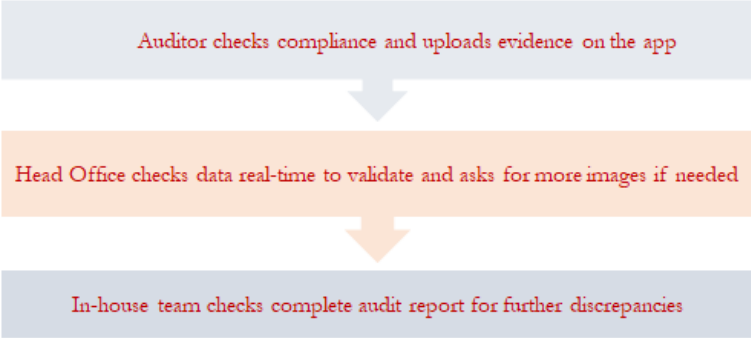 Auditor checks compliance and uploads evidence on the app
Head Office checks data real-time to validate and asks for more images if needed
In-house team checks complete audit report for further discrepancies